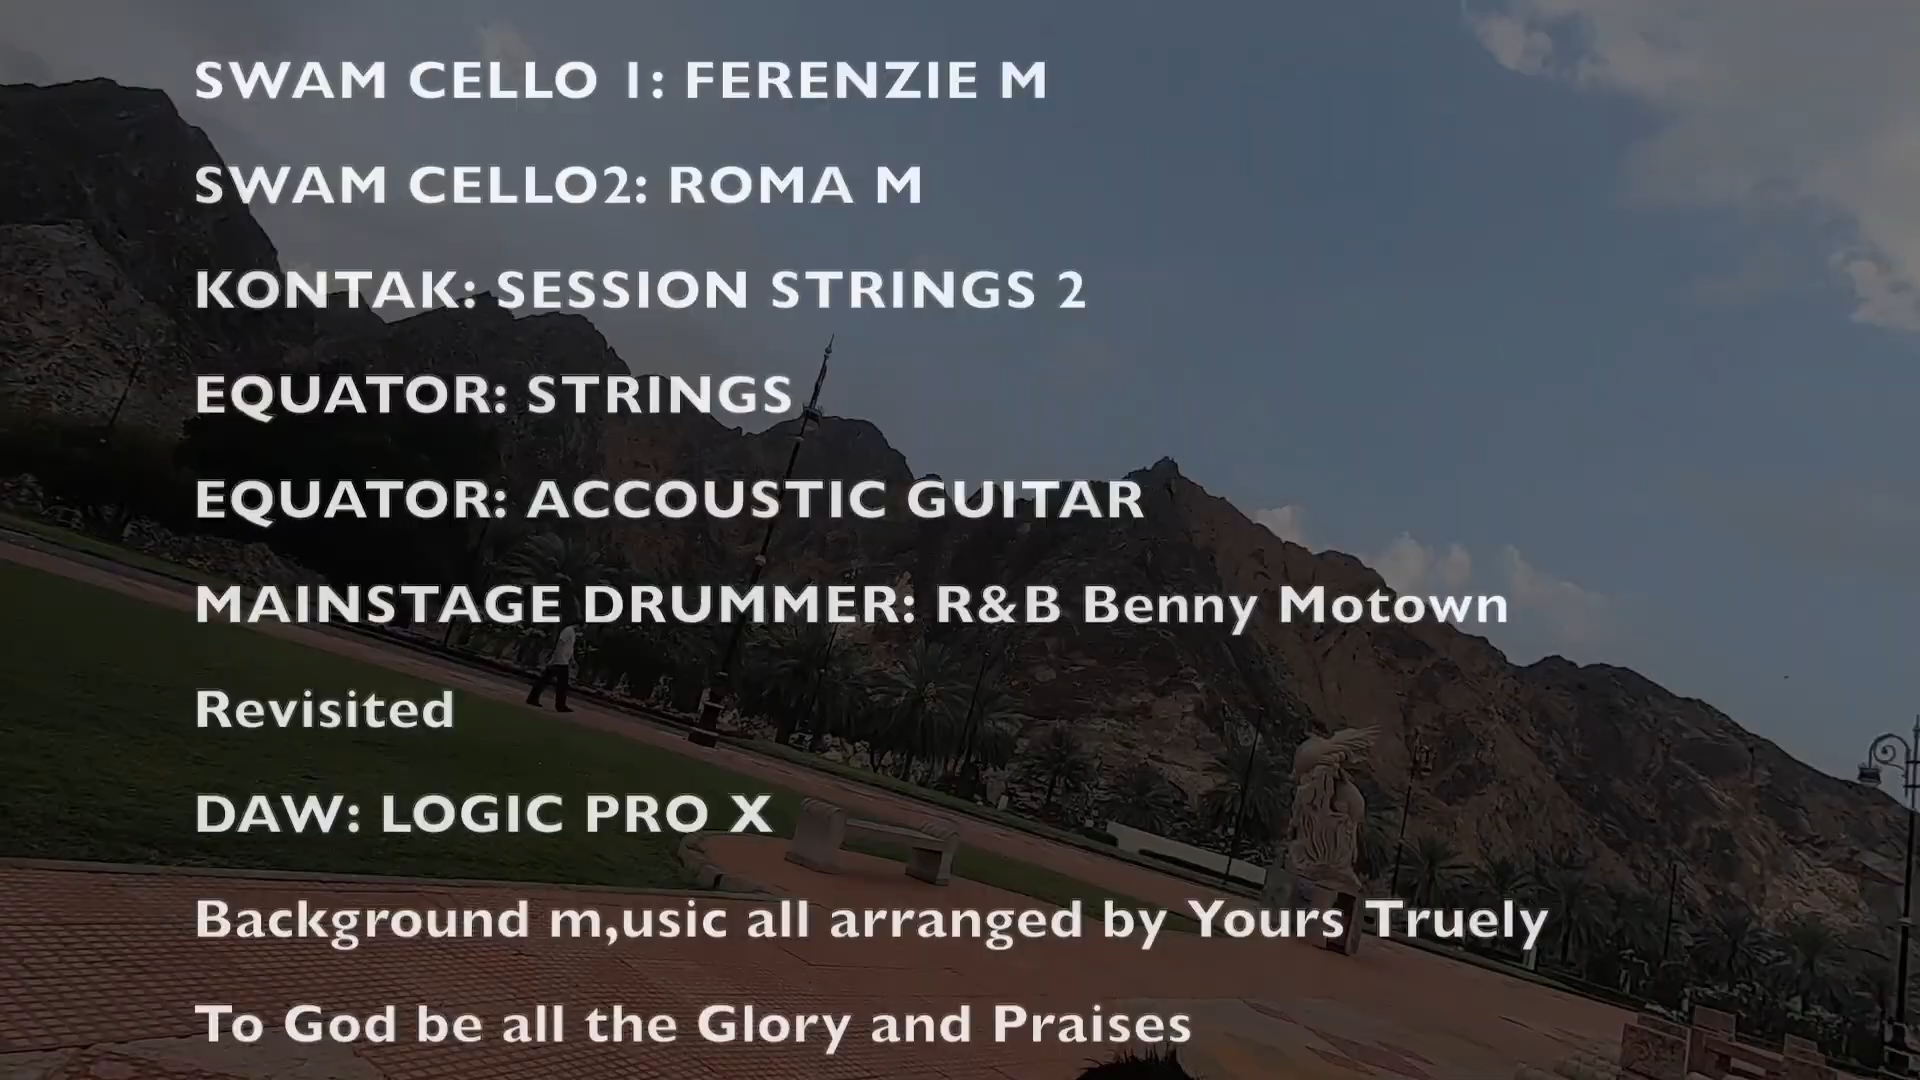 SWAM CELLO 1: FERENZIE M
SWAM CELLO2: ROMA M
KONTAK: SESSION STRINGS 2
EQUATOR: STRINGS
EQUATOR: ACCOUSTIC GUITAR
MAINSTAGE DRUMMER: R&B Benny Motown
Revisited
DAW: LOGIC PRO X
Background m,usic all arranged by Yours Truely
To God be all the Glory and Praises